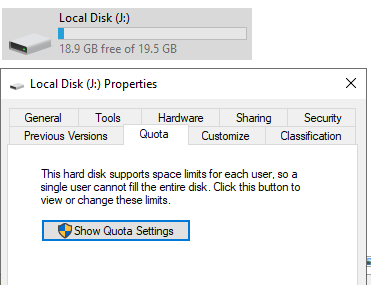 Local Disk (J:)
18.9 GB free of 19.5 GB
Local Disk (J:) Properties
General Tools Hardware Sharing Security
Previous Versions Quota Customize Classification
This hard disk supports space limits for each user, so a
single user cannot fill the entire disk. Click this button to
view or change these limits.
Show Quota Settings